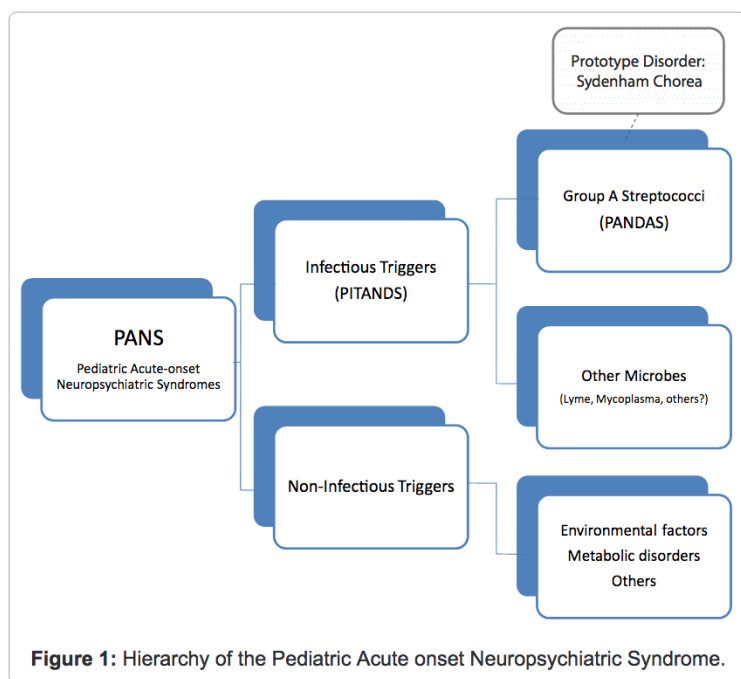 Prototype Disorder:
Sydenham Chorea
Group A Streptococci
(PANDAS)
Infectious Triggers
(PITANDS)
PANS
Pediatric Acute-onset
Neuropsychiatric Syndromes
Other Microbes
(Lyme, Mycoplasma, others?)
Non-Infectious Triggers
Environmental factors
Metabolic disorders
Others
Figure 1: Hierarchy of the Pediatric Acute onset Neuropsychiatric Syndrome.